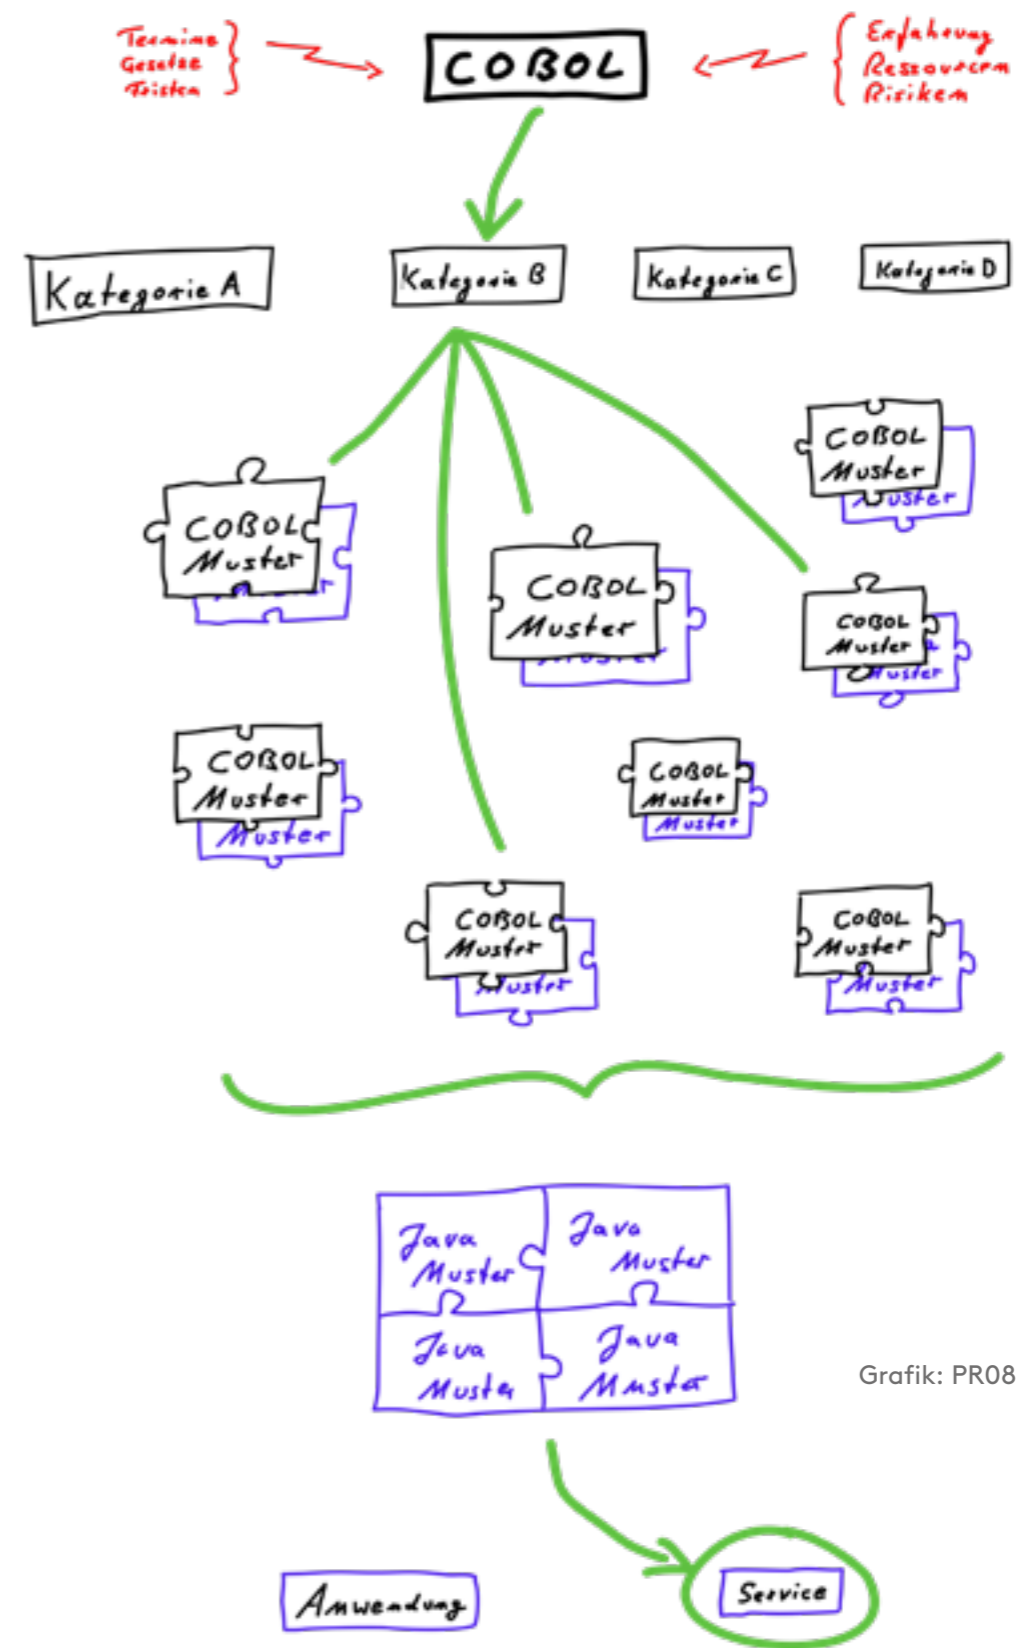 Termine
Gesetze
Fristen
COBOL
Erfahrung
Ressourcen
Risiken
Kategorie A
Kategorie B
Kategorie C
Kategorie D
COBOL
Muster
Muster
COBOL
Muster
COBOL
Muster
Muster
COBOL
Muster
Muster
COBOL
Muster
Muster
COBOL
Muster
Muster
COBOL
Muster
Muster
COBOL
Muster
Muster
Java
Muster
Java
Muster
Java
Muster
Java
Muster
Grafik: PR08
Anwendung
Service